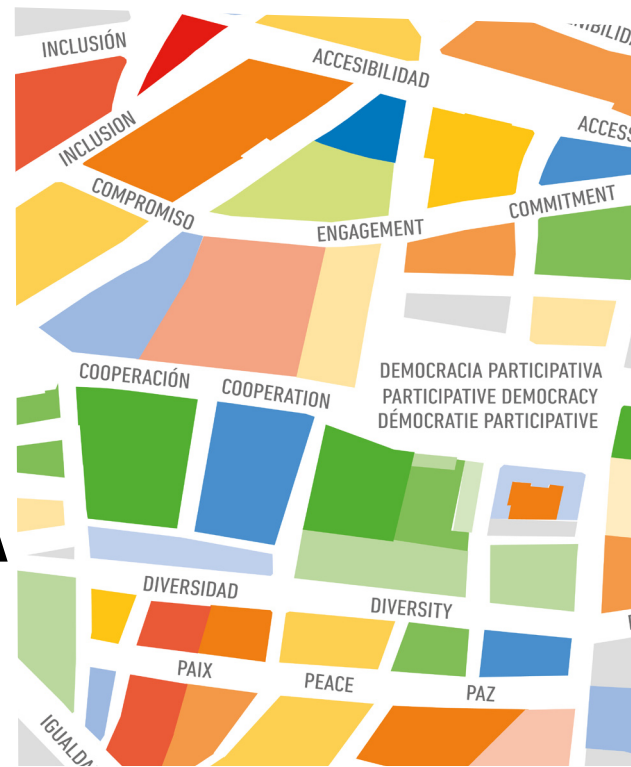 INCLUSIÓN
ACCESIBILIDAD
INCLUSION
COMPROMISO
ENGAGEMENT
COMMITMENT
COOPERACIÓN
COOPERATION
DEMOCRACIA PARTICIPATIVA
PARTICIPATIVE DEMOCRACY
DÉMOCRATIE PARTICIPATIVE
DIVERSIDAD
DIVERSITY
PAIX
PEACE
PAZ